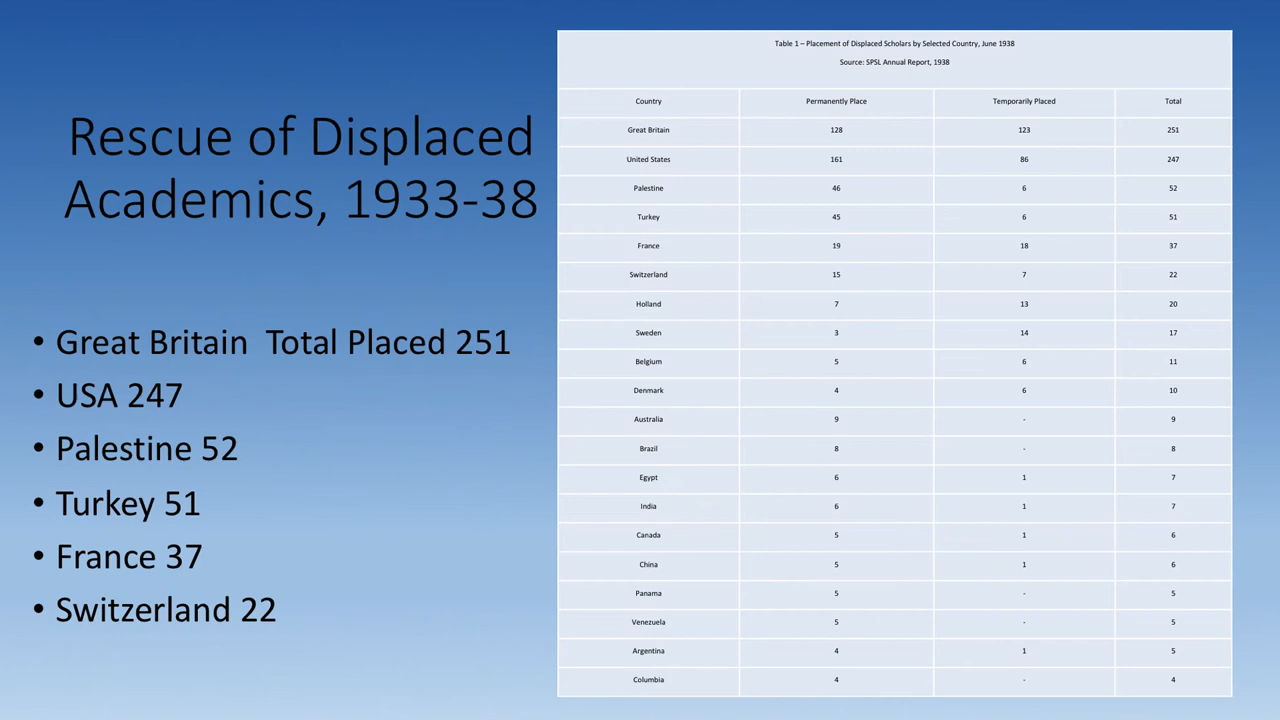 Rescue of Displaced
Academics, 1933-38
• Great Britain  Total Placed 251
• USA 247
• Palestine 52
• Turkey 51
• France 37
• Switzerland 22
Table 1 – Placement of Displaced Scholars by Selected Country, June 1938
Source: SPSL Annual Report, 1938
Country Permanently Place Temporarily Placed Total
Great Britain 128 123 251
United States 161 86 247
Palestine 46 6 52
Turkey 45 6 51
France 19 18 37
Switzerland 15 7 22
Holland 7 13 20
Sweden 3 14 17
Belgium 5 6 11
Denmark 4 6 10
Australia 9 - 9
Brazil 8 - 8
Egypt 6 1 7
India 6 1 7
Canada 5 1 6
China 5 1 6
Panama 5 - 5
Venezuela 5 - 5
Argentina 4 1 5
Columbia 4 - 4